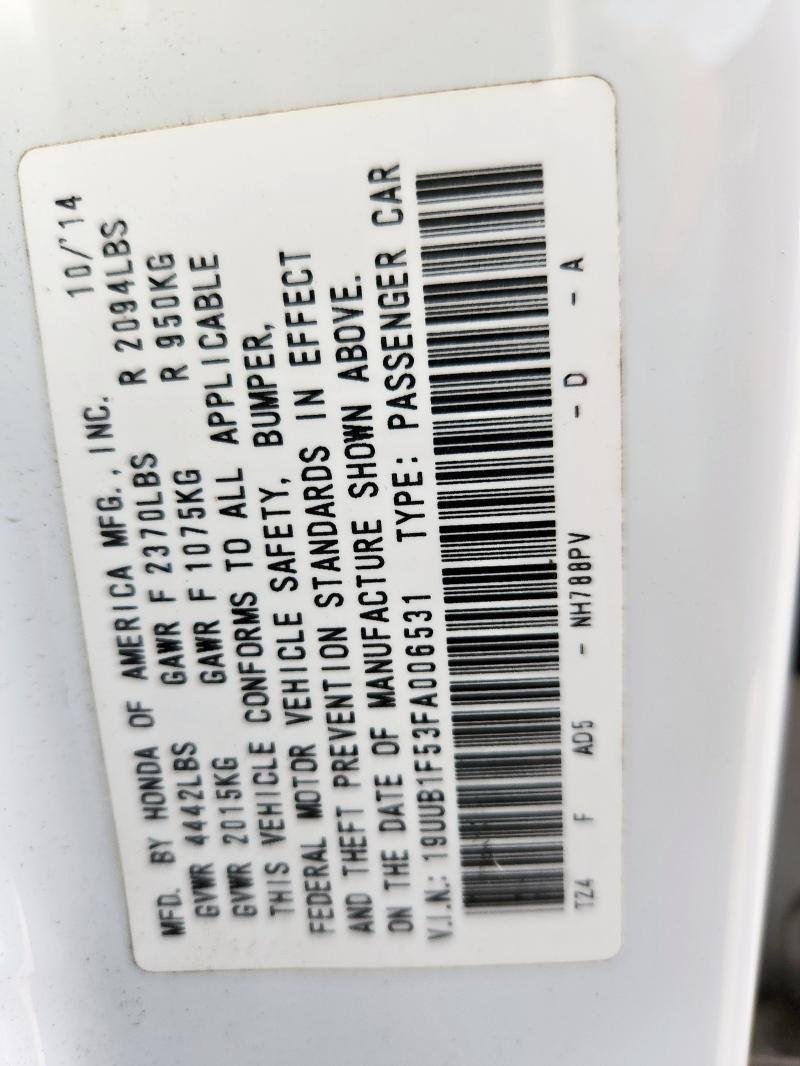 MFD. BY HONDA OF AMERICA MFG., INC. 10/'14
GVWR 4442LBS GAWR F 2370LBS R 2094LBS
GVWR 2015KG GAWR F 1075KG R 950KG
THIS VEHICLE CONFORMS TO ALL APPLICABLE
FEDERAL MOTOR VEHICLE SAFETY, BUMPER,
AND THEFT PREVENTION STANDARDS IN EFFECT
ON THE DATE OF MANUFACTURE SHOWN ABOVE.
V.I.N.: 19UUB1F53FA006531 TYPE: PASSENGER CAR
TZ4 F AD5 - NH788PV - D - A